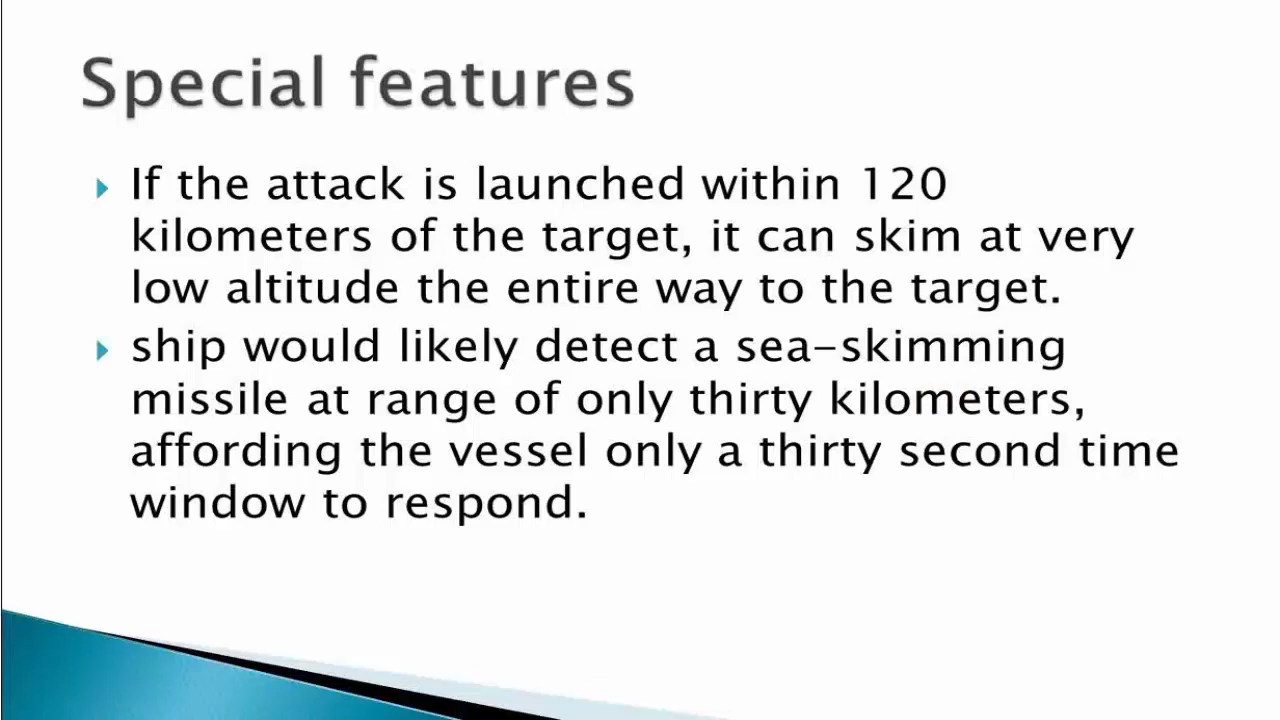 Special features
If the attack is launched within 120
kilometers of the target, it can skim at very
low altitude the entire way to the target.
ship would likely detect a sea-skimming
missile at range of only thirty kilometers,
affording the vessel only a thirty second time
window to respond.